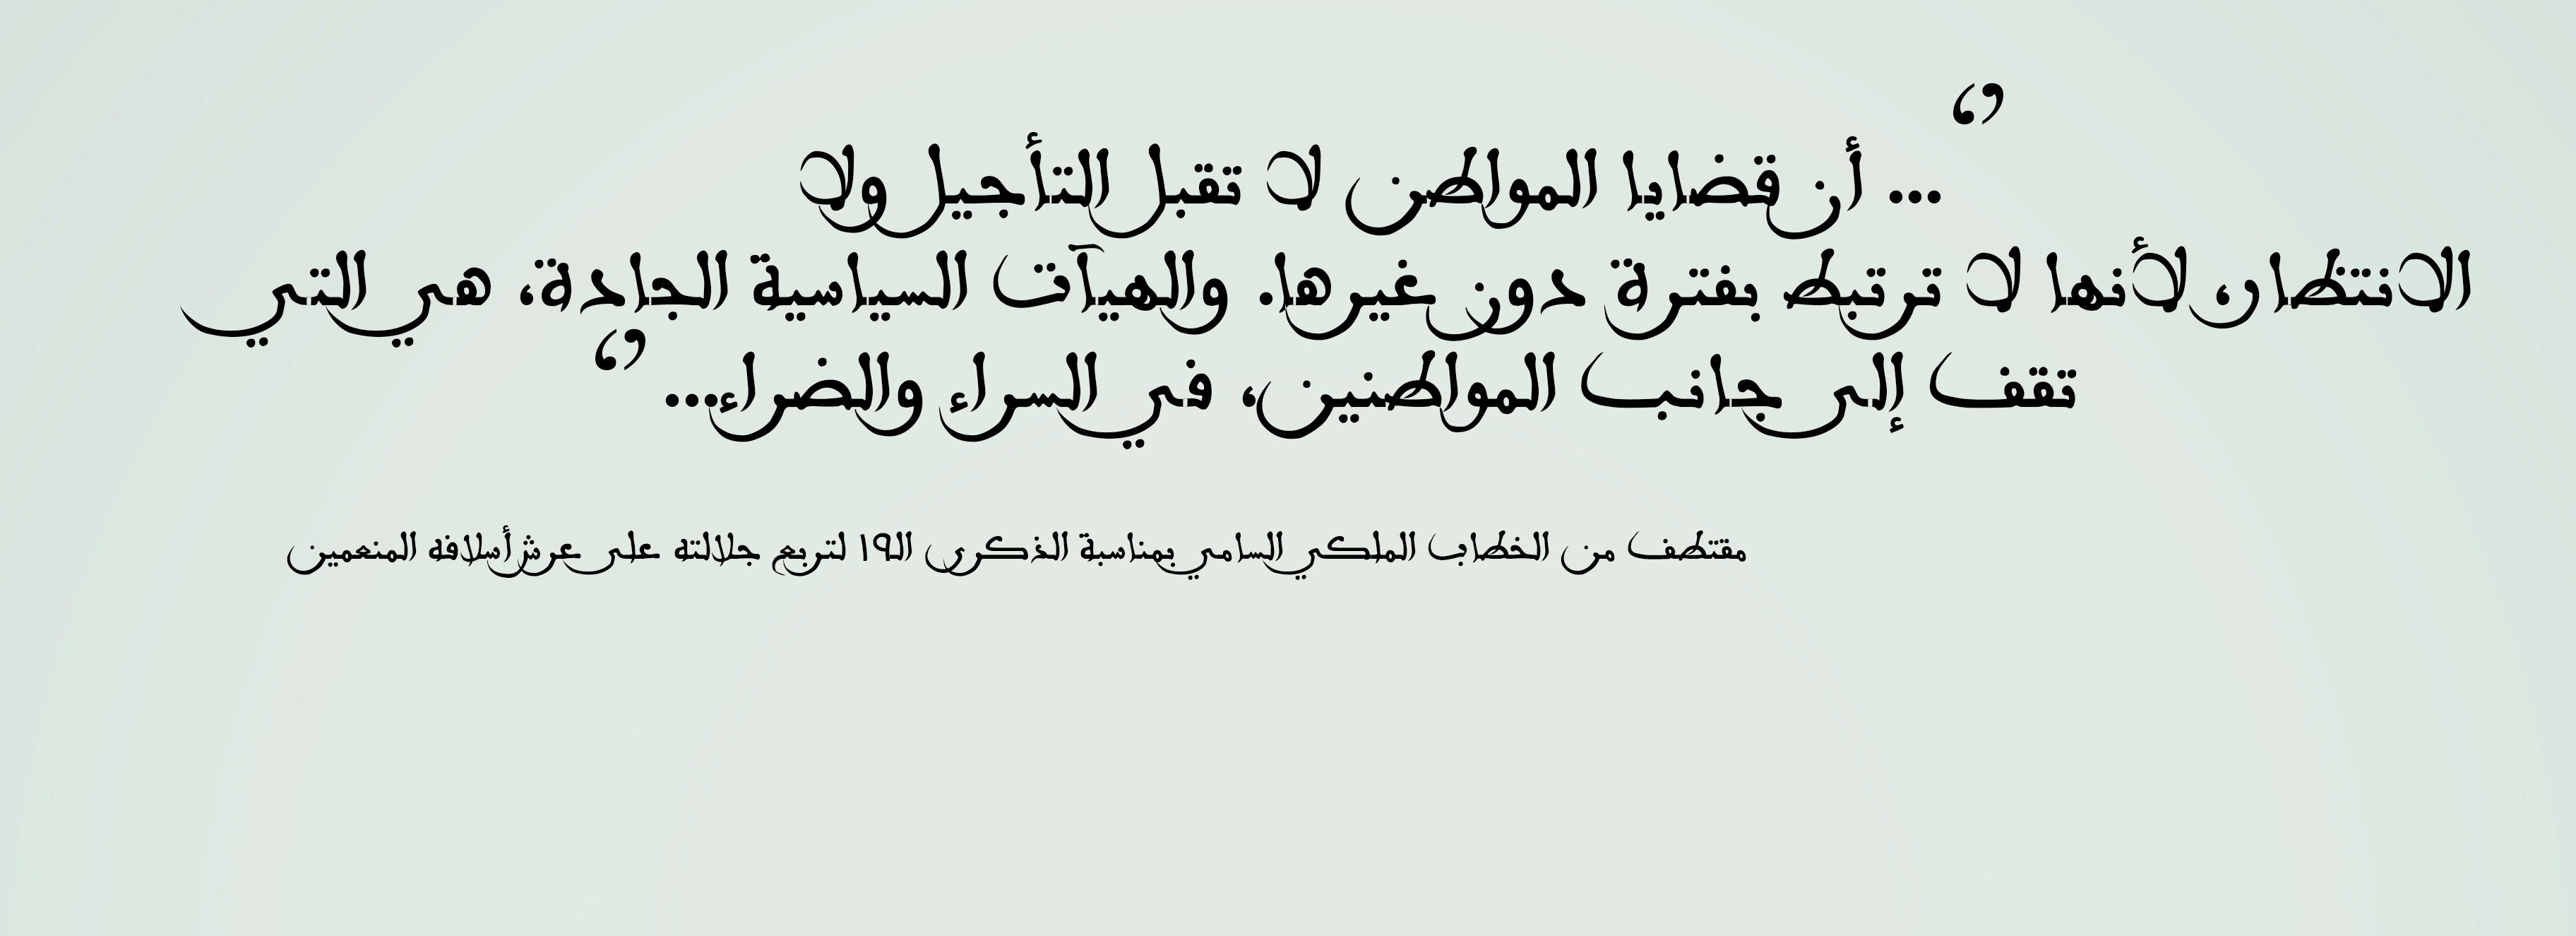 ”... أن قضايا المواطن لا تقبل التأجيل ولا
الانتظار، لأنها لا ترتبط بفترة دون غيرها. والهيآت السياسية الجادة، هي التي
تقف إلى جانب المواطنين، في السراء والضراء...“
مقتطف من الخطاب الملكي السامي بمناسبة الذكرى الـ١٩ لتربع جلالته على عرش أسلافه المنعمين